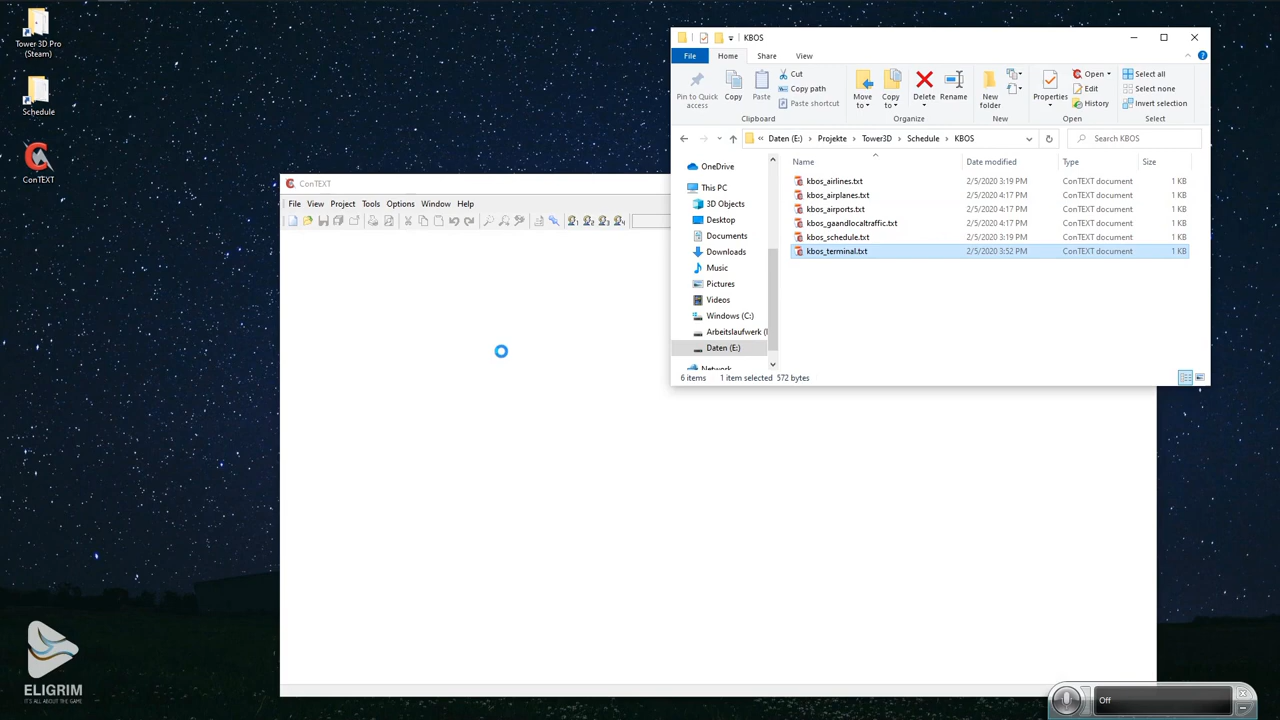 Tower 3D Pro
(Steam)
Schedule
ConTEXT
KBOS
File Home Share View
Pin to Quick
access
Copy
Paste
Cut
Copy path
Paste shortcut
Move
to
Copy
to
Delete
Rename
New
folder
Properties
Open
Edit
History
Select all
Select none
Invert selection
Clipboard Organize New Open Select
« Daten (E:) > Projekte > Tower3D > Schedule > KBOS
Search KBOS
OneDrive
This PC
3D Objects
Desktop
Documents
Downloads
Music
Pictures
Videos
Windows (C:)
Arbeitslaufwerk (
Daten (E:)
Network
Name Date modified Type Size
kbos_airlines.txt 2/5/2020 3:19 PM ConTEXT document 1 KB
kbos_airplanes.txt 2/5/2020 4:17 PM ConTEXT document 1 KB
kbos_airports.txt 2/5/2020 4:17 PM ConTEXT document 1 KB
kbos_gaandlocaltraffic.txt 2/5/2020 4:17 PM ConTEXT document 1 KB
kbos_schedule.txt 2/5/2020 3:19 PM ConTEXT document 1 KB
kbos_terminal.txt 2/5/2020 3:52 PM ConTEXT document 1 KB
6 items 1 item selected 572 bytes
ConTEXT
File View Project Tools Options Window Help
1 2 3 4
ELIGRIM
IT'S ALL ABOUT THE GAME
Off